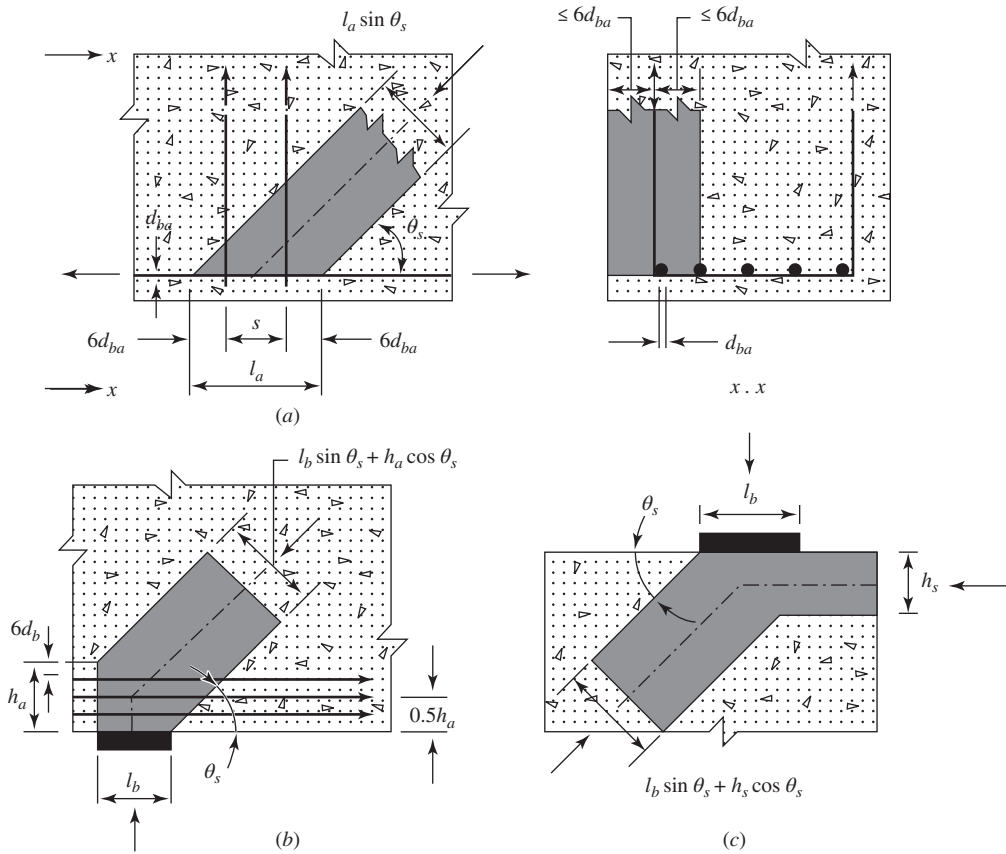 l_a sin θ_s
x
d_ba
θ_s
6d_ba
s
6d_ba
l_a
x
(a)
≤ 6d_ba
≤ 6d_ba
d_ba
x . x
l_b sin θ_s + h_a cos θ_s
6d_b
h_a
0.5h_a
θ_s
l_b
(b)
l_b
θ_s
h_s
l_b sin θ_s + h_s cos θ_s
(c)